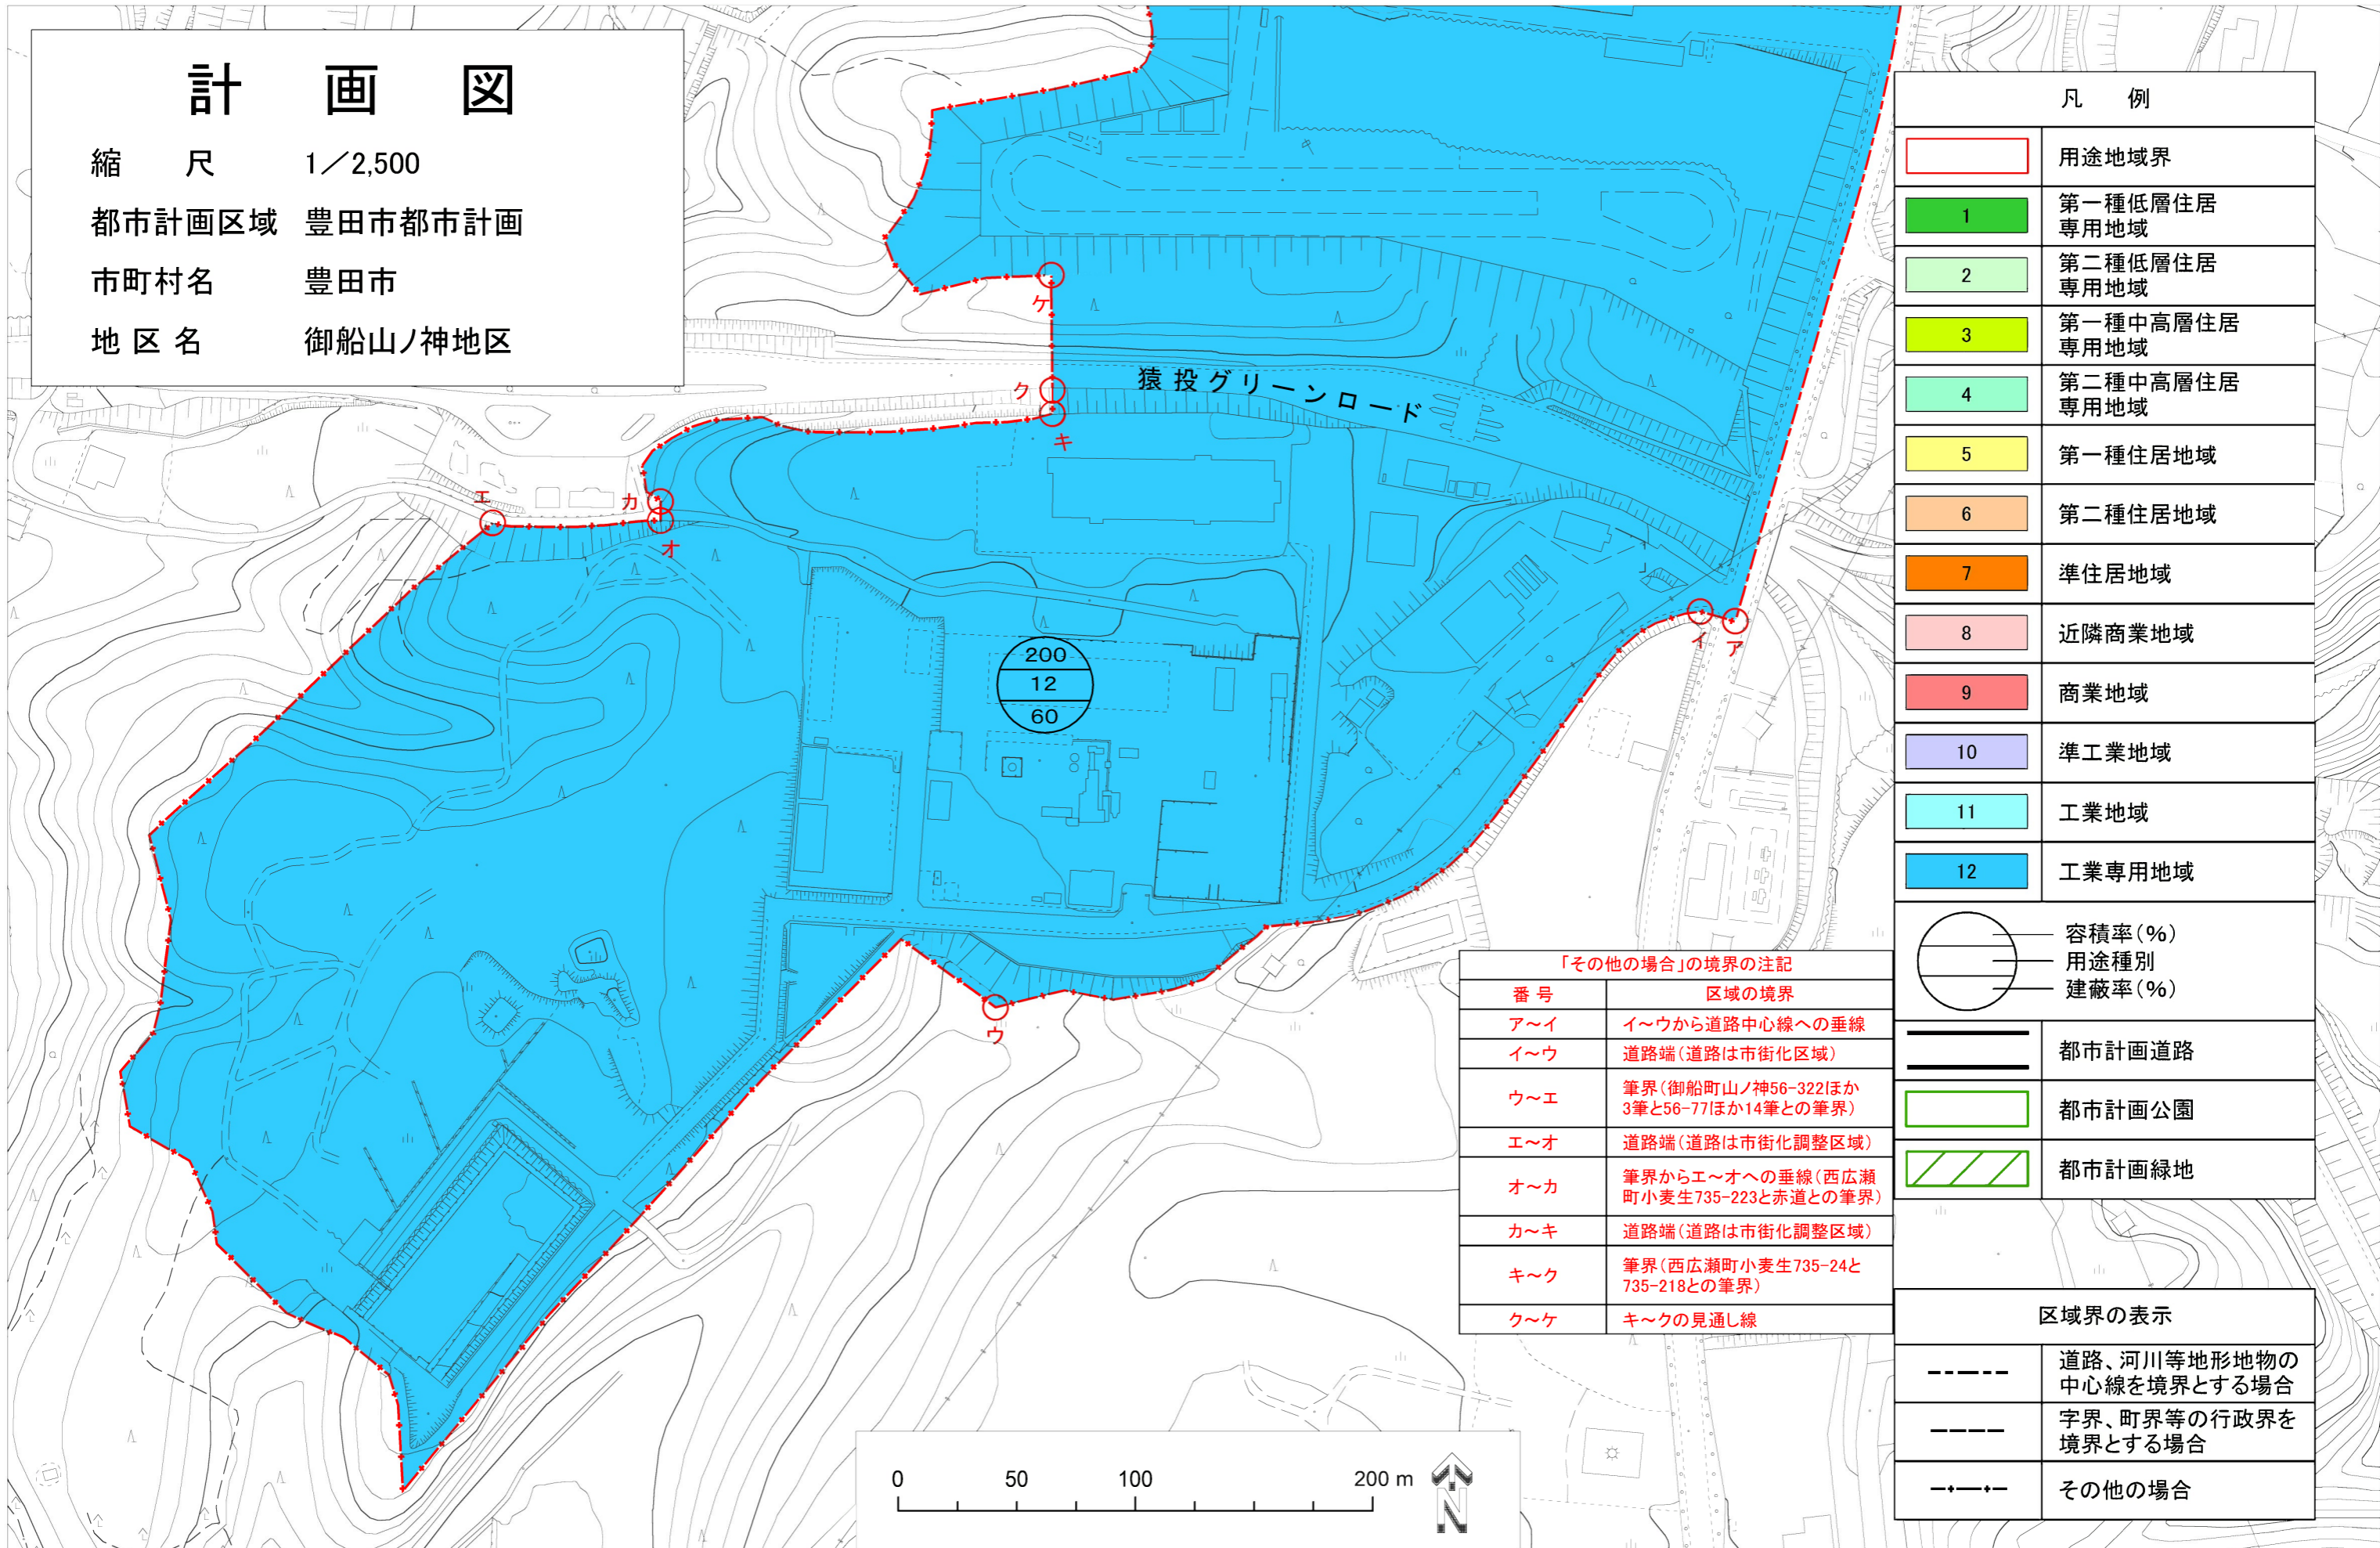 計画図
縮尺 1／2,500
都市計画区域 豊田市都市計画
市町村名 豊田市
地区名 御船山ノ神地区
ケ
ク
キ
猿投グリーンロード
エ
カ
オ
イ
ア
ウ
200
12
60
凡例
用途地域界
1 第一種低層住居
専用地域
2 第二種低層住居
専用地域
3 第一種中高層住居
専用地域
4 第二種中高層住居
専用地域
5 第一種住居地域
6 第二種住居地域
7 準住居地域
8 近隣商業地域
9 商業地域
10 準工業地域
11 工業地域
12 工業専用地域
容積率(%)
用途種別
建蔽率(%)
都市計画道路
都市計画公園
都市計画緑地
「その他の場合」の境界の注記
番号 区域の境界
ア～イ イ～ウから道路中心線への垂線
イ～ウ 道路端(道路は市街化区域)
ウ～エ 筆界(御船町山ノ神56-322ほか
3筆と56-77ほか14筆との筆界)
エ～オ 道路端(道路は市街化調整区域)
オ～カ 筆界からエ～オへの垂線(西広瀬
町小麦生735-223と赤道との筆界)
カ～キ 道路端(道路は市街化調整区域)
キ～ク 筆界(西広瀬町小麦生735-24と
735-218との筆界)
ク～ケ キ～クの見通し線
区域界の表示
道路、河川等地形地物の
中心線を境界とする場合
字界、町界等の行政界を
境界とする場合
その他の場合
0 50 100 200 m
N